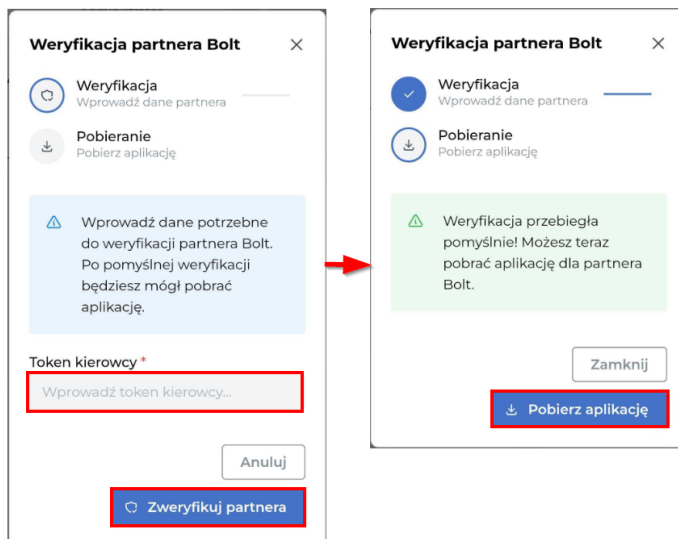 Weryfikacja partnera Bolt
Weryfikacja
Wprowadź dane partnera
Pobieranie
Pobierz aplikację
Wprowadź dane potrzebne
do weryfikacji partnera Bolt.
Po pomyślnej weryfikacji
będziesz mógł pobrać
aplikację.
Token kierowcy *
Wprowadź token kierowcy...
Anuluj
Zweryfikuj partnera
Weryfikacja partnera Bolt
Weryfikacja
Wprowadź dane partnera
Pobieranie
Pobierz aplikację
Weryfikacja przebiegła
pomyślnie! Możesz teraz
pobrać aplikację dla partnera
Bolt.
Zamknij
Pobierz aplikację